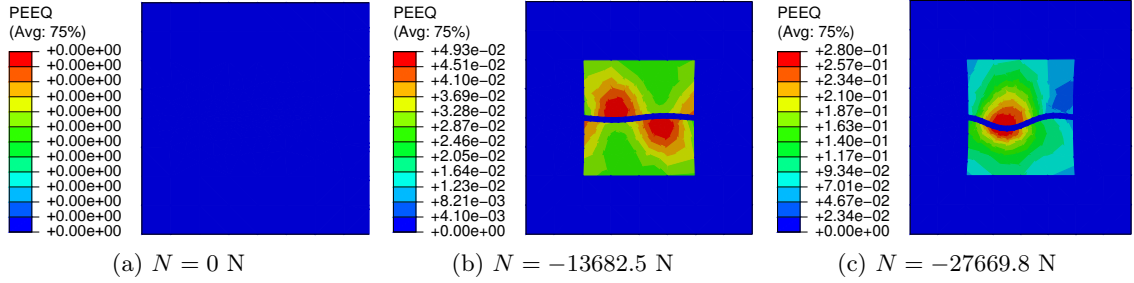 PEEQ
(Avg: 75%)
+0.00e+00
+0.00e+00
+0.00e+00
+0.00e+00
+0.00e+00
+0.00e+00
+0.00e+00
+0.00e+00
+0.00e+00
+0.00e+00
+0.00e+00
+0.00e+00
+0.00e+00
(a) N = 0 N
PEEQ
(Avg: 75%)
+4.93e-02
+4.51e-02
+4.10e-02
+3.69e-02
+3.28e-02
+2.87e-02
+2.46e-02
+2.05e-02
+1.64e-02
+1.23e-02
+8.21e-03
+4.10e-03
+0.00e+00
(b) N = −13682.5 N
PEEQ
(Avg: 75%)
+2.80e-01
+2.57e-01
+2.34e-01
+2.10e-01
+1.87e-01
+1.63e-01
+1.40e-01
+1.17e-01
+9.34e-02
+7.01e-02
+4.67e-02
+2.34e-02
+0.00e+00
(c) N = −27669.8 N